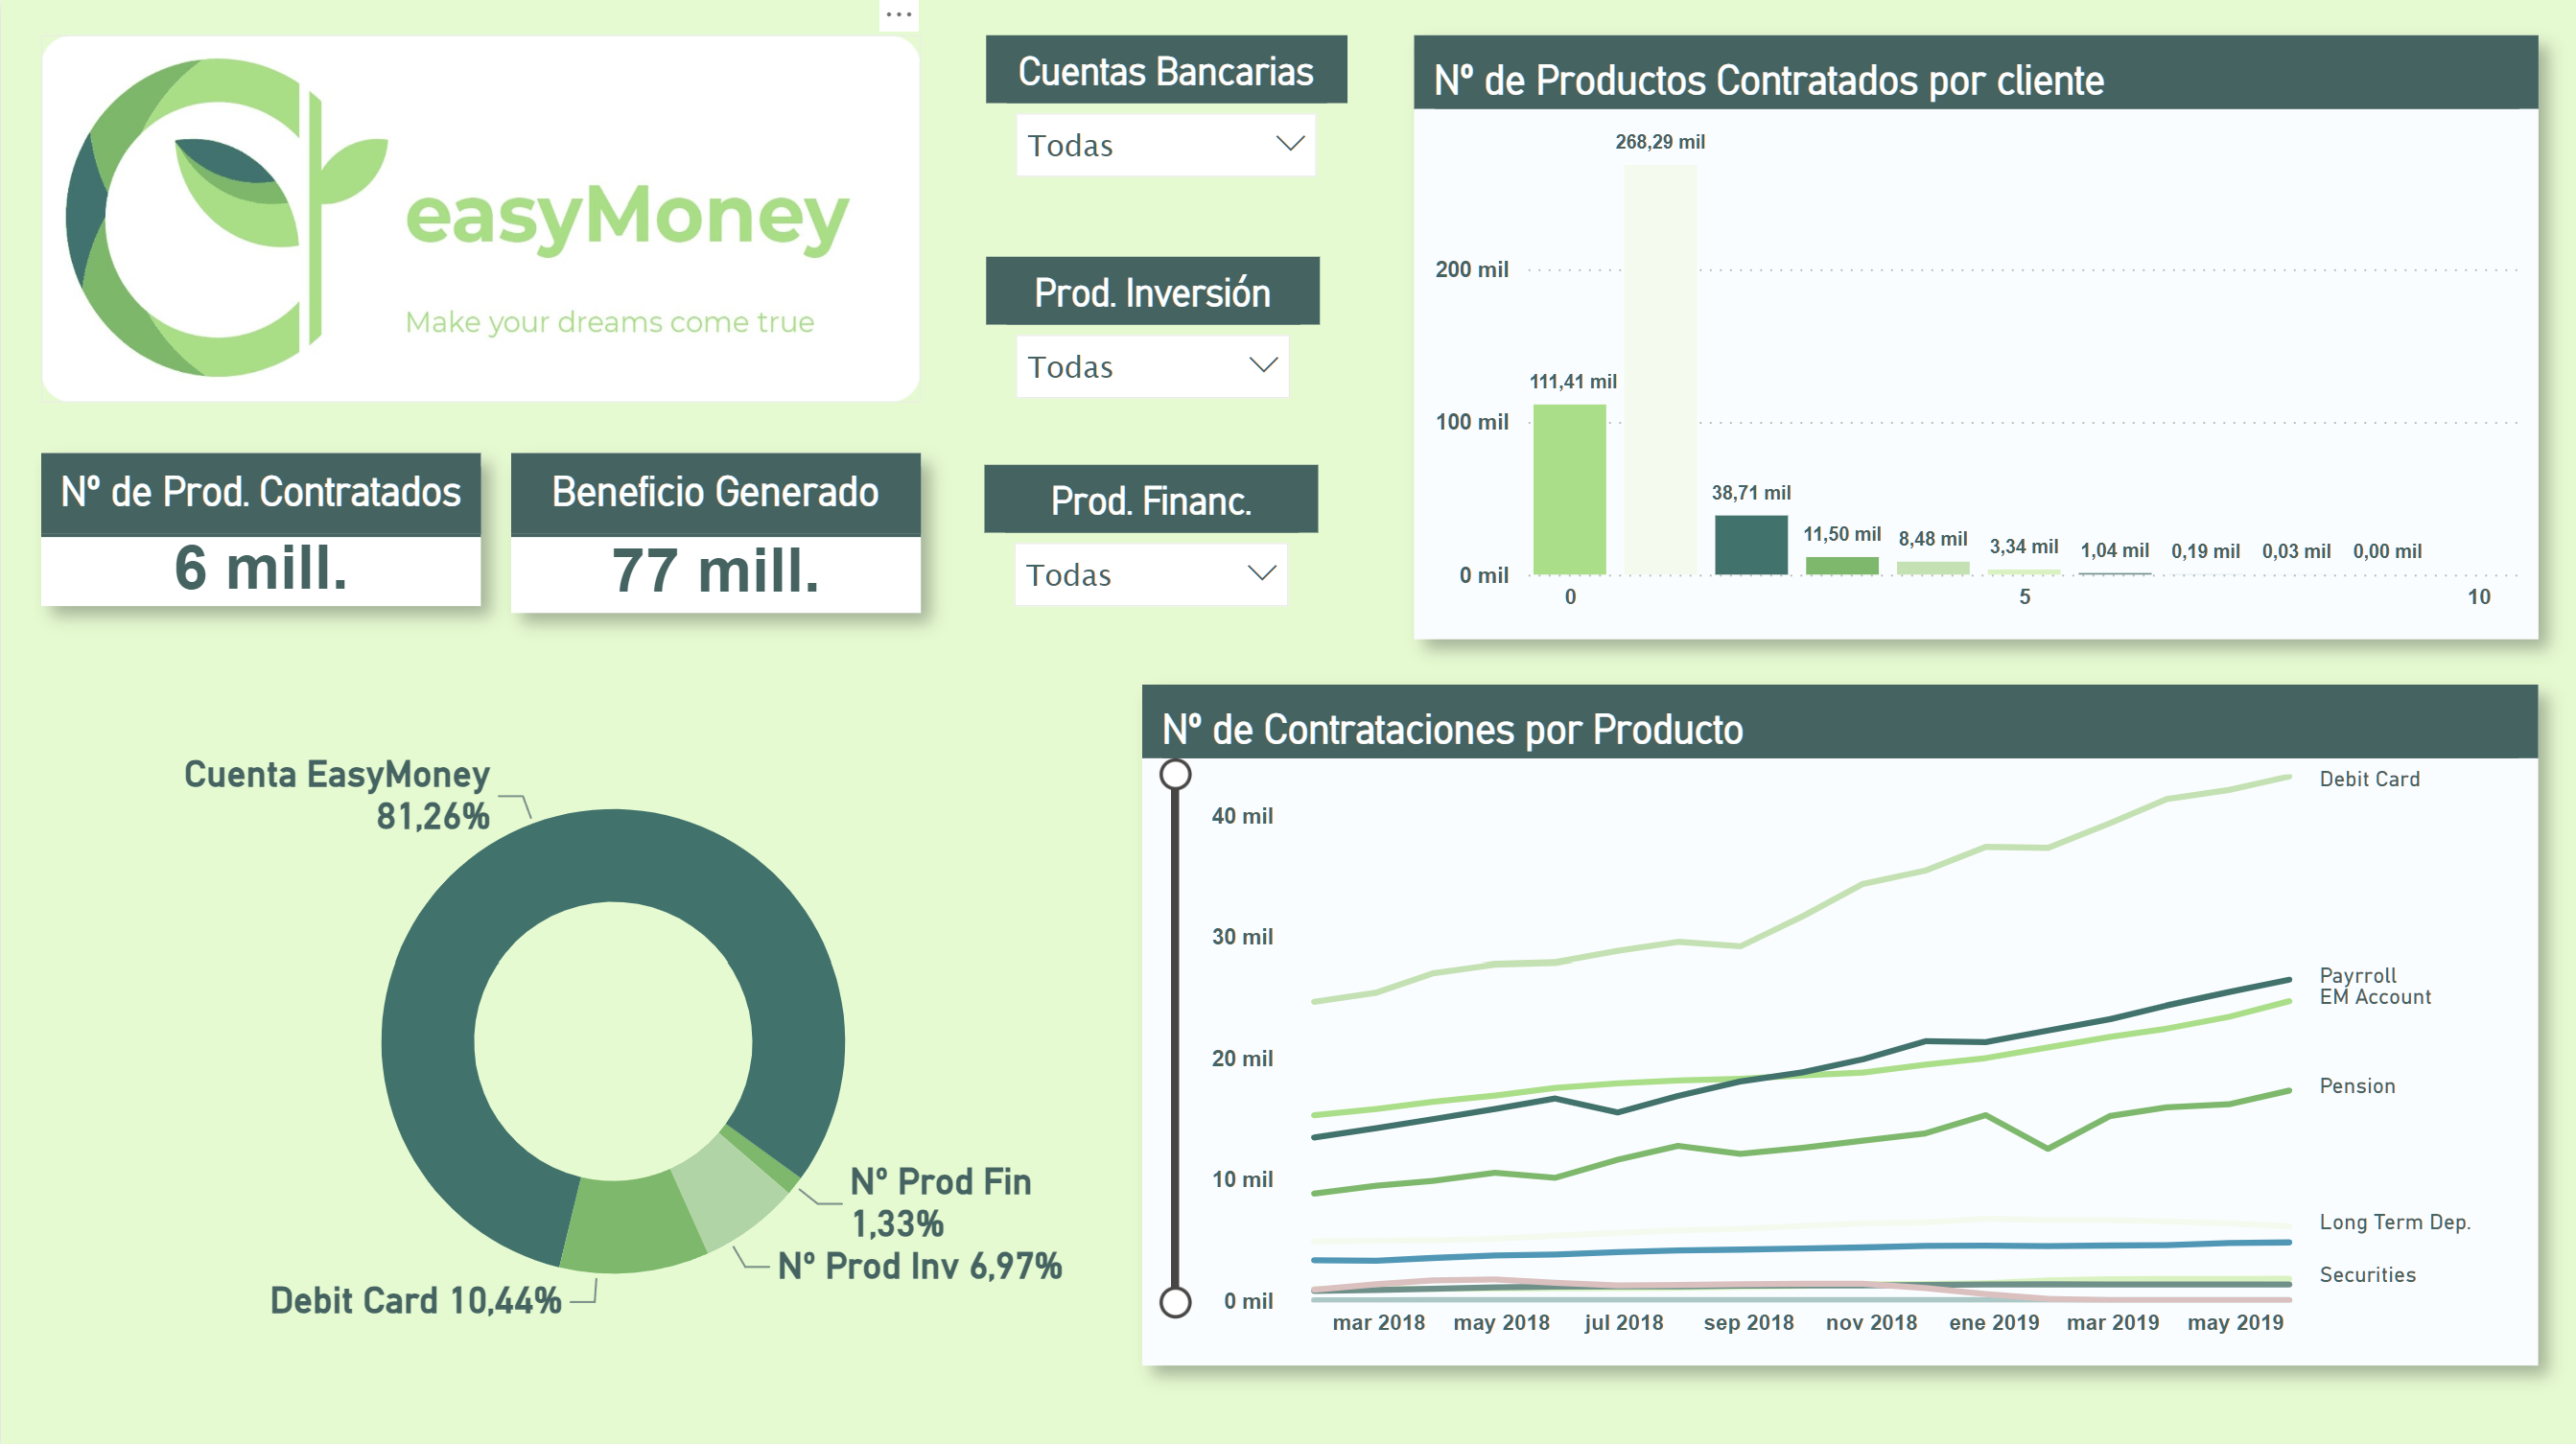 easyMoney
Make your dreams come true
Cuentas Bancarias
Todas
Prod. Inversión
Todas
Prod. Financ.
Todas
Nº de Prod. Contratados
6 mill.
Beneficio Generado
77 mill.
Nº de Productos Contratados por cliente
268,29 mil
200 mil
111,41 mil
100 mil
38,71 mil
11,50 mil
8,48 mil
3,34 mil
1,04 mil
0,19 mil
0,03 mil
0,00 mil
0 mil
0
5
10
Cuenta EasyMoney
81,26%
Nº Prod Fin
1,33%
Nº Prod Inv 6,97%
Debit Card 10,44%
Nº de Contrataciones por Producto
Debit Card
40 mil
30 mil
Payrroll
EM Account
20 mil
Pension
10 mil
Long Term Dep.
Securities
0 mil
mar 2018
may 2018
jul 2018
sep 2018
nov 2018
ene 2019
mar 2019
may 2019